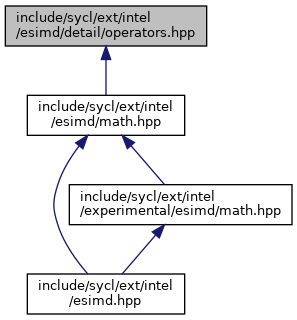 include/sycl/ext/intel
/esimd/detail/operators.hpp
include/sycl/ext/intel
/esimd/math.hpp
include/sycl/ext/intel
/experimental/esimd/math.hpp
include/sycl/ext/intel
/esimd.hpp